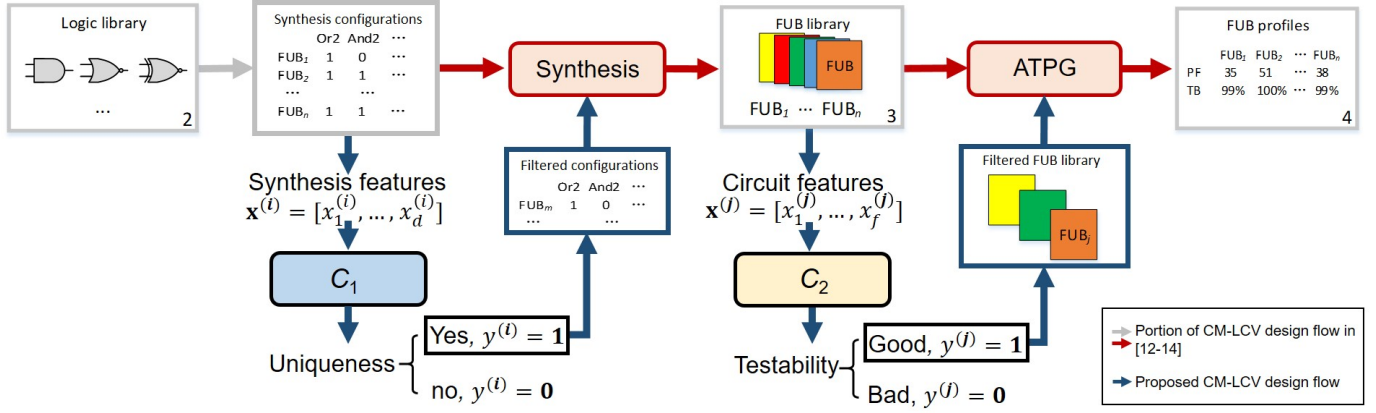 Logic library
...
2
Synthesis configurations
Or2 And2 ...
FUB₁ 1 0 ...
FUB₂ 1 1 ...
... ...
FUBₙ 1 1 ...
Synthesis
FUB library
FUB
FUB₁ ... FUBₙ
3
ATPG
FUB profiles
FUB₁ FUB₂ ... FUBₙ
PF 35 51 ... 38
TB 99% 100% ... 99%
4
Synthesis features
𝐱⁽ⁱ⁾ = [x₁⁽ⁱ⁾, ..., x_d⁽ⁱ⁾]
C₁
Uniqueness
Yes, y⁽ⁱ⁾ = 1
no, y⁽ⁱ⁾ = 0
Filtered configurations
Or2 And2 ...
FUBₘ 1 0 ...
... ...
Circuit features
𝐱⁽ʲ⁾ = [x₁⁽ʲ⁾, ..., x_f⁽ʲ⁾]
C₂
Testability
Good, y⁽ʲ⁾ = 1
Bad, y⁽ʲ⁾ = 0
Filtered FUB library
FUBⱼ
Portion of CM-LCV design flow in
[12-14]
Proposed CM-LCV design flow